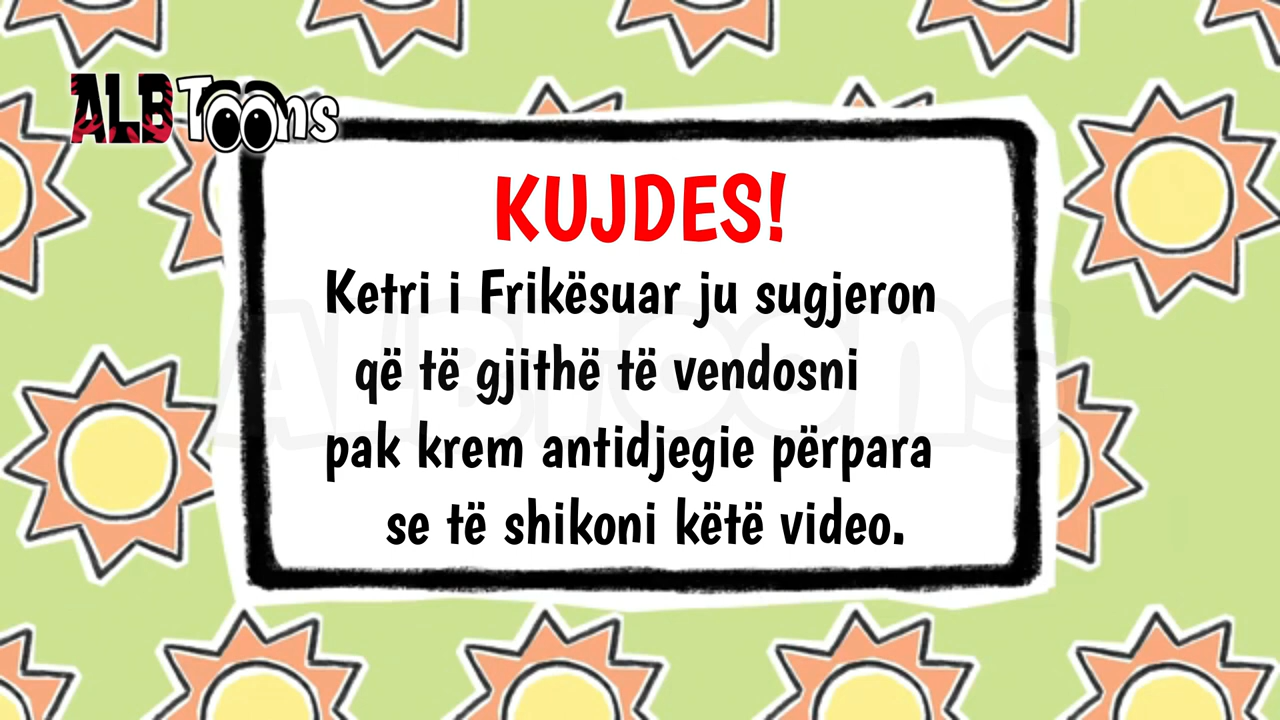 ALBToons
KUJDES!
Ketri i Frikësuar ju sugjeron
që të gjithë të vendosni
pak krem antidjegie përpara
se të shikoni këtë video.
ALBToons